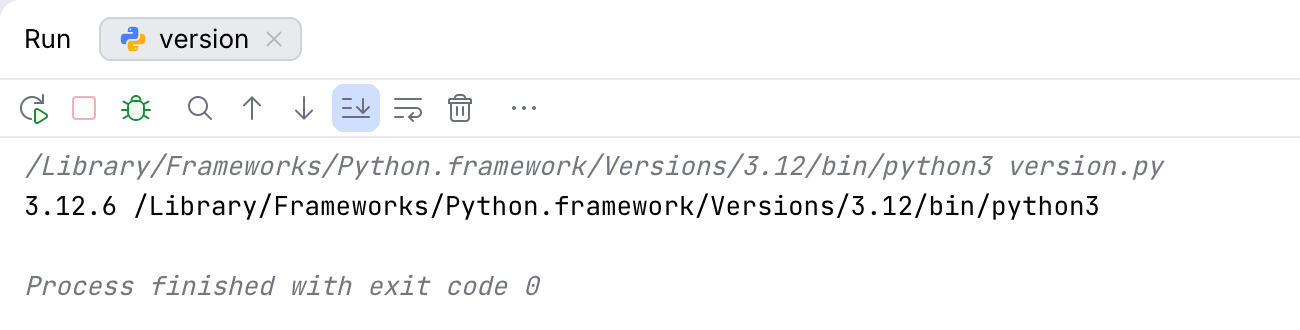 Run version
/Library/Frameworks/Python.framework/Versions/3.12/bin/python3 version.py
3.12.6 /Library/Frameworks/Python.framework/Versions/3.12/bin/python3
Process finished with exit code 0